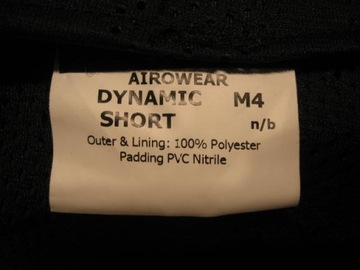 AIROWEAR
DYNAMIC M4
SHORT n/b
Outer & Lining: 100% Polyester
Padding PVC Nitrile